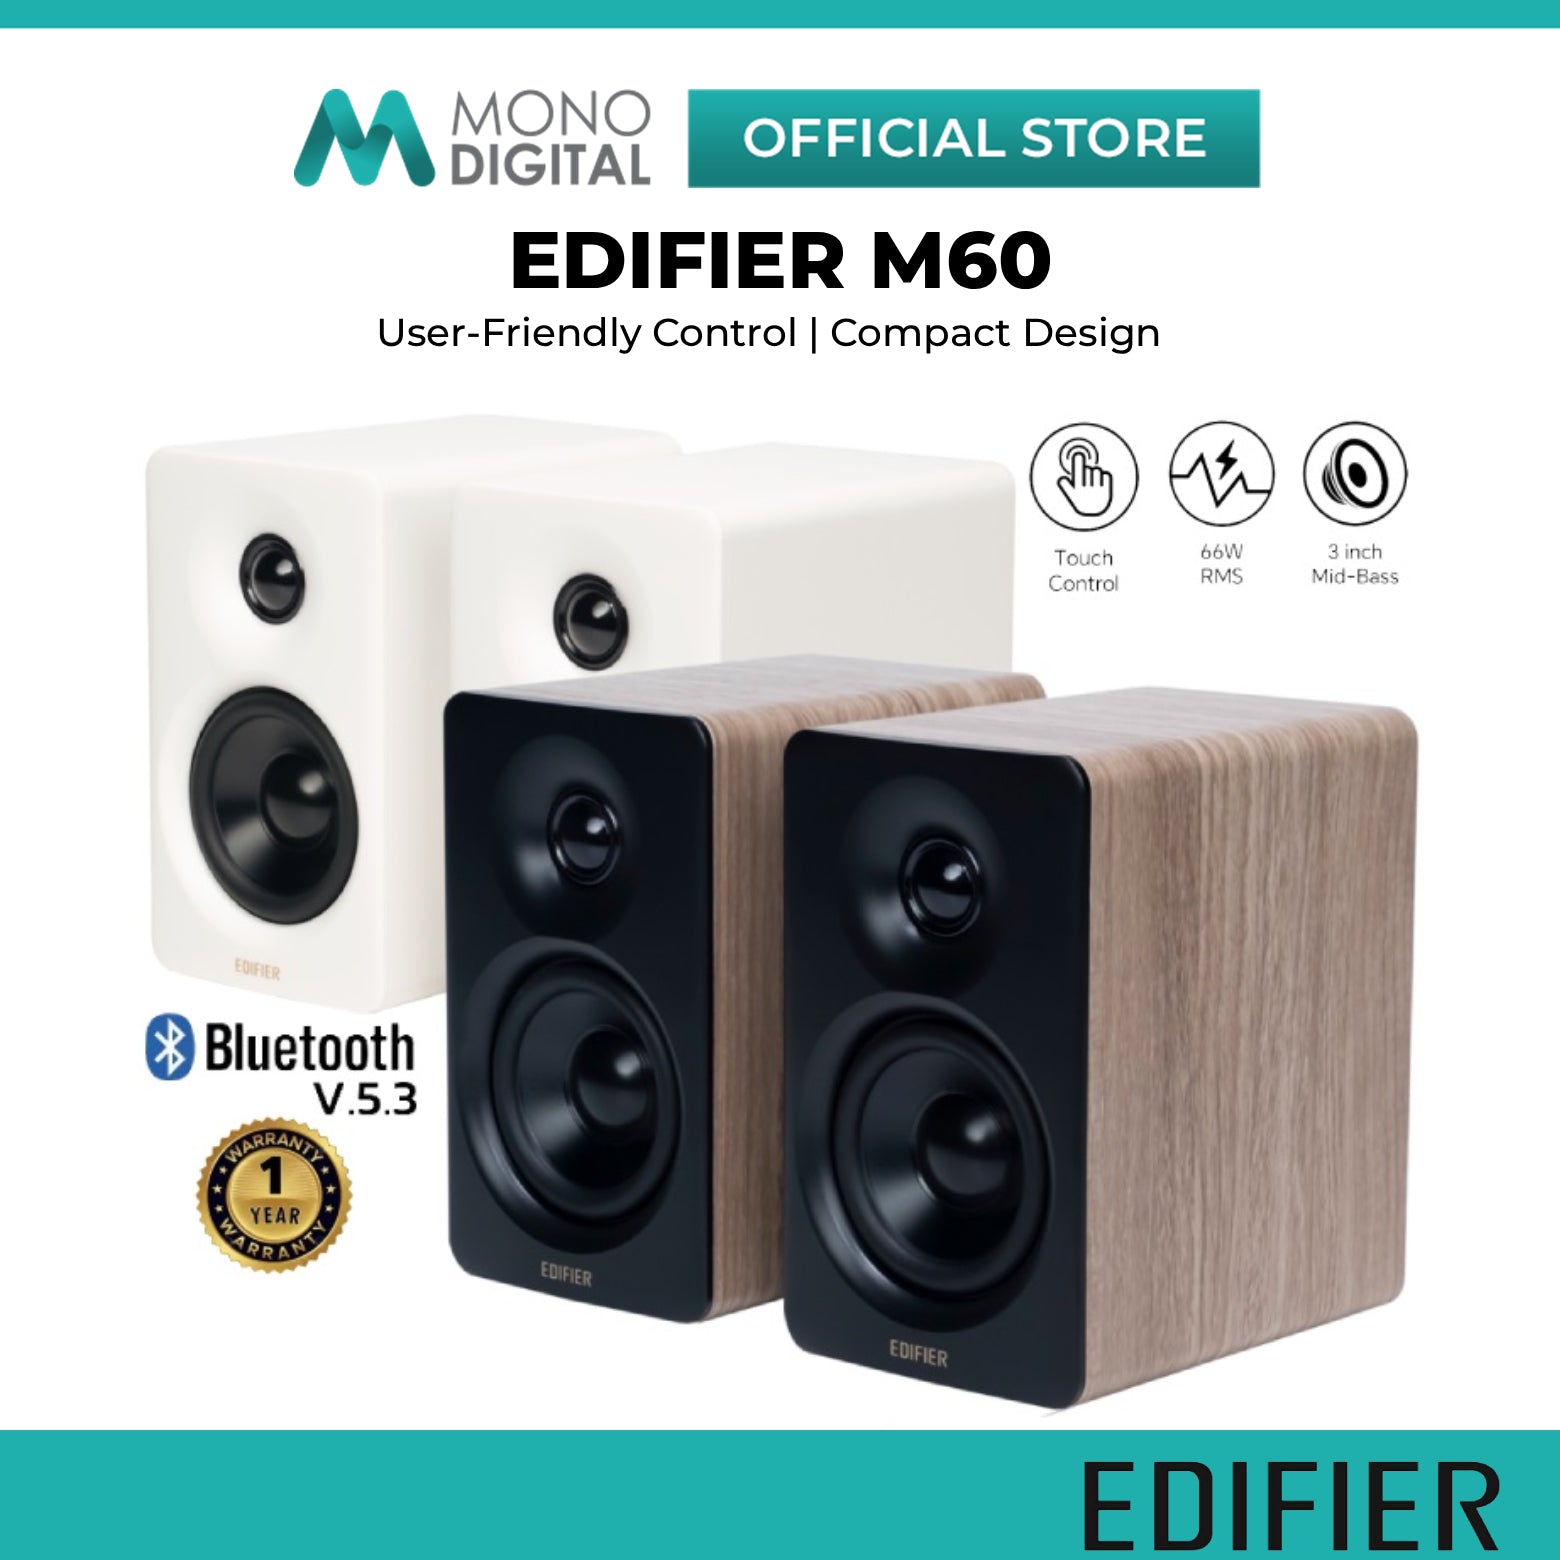 MONO
DIGITAL
OFFICIAL STORE
EDIFIER M60
User-Friendly Control | Compact Design
Touch
Control
66W
RMS
3 inch
Mid-Bass
EDIFIER
Bluetooth
V.5.3
WARRANTY
1
YEAR
WARRANTY
EDIFIER
EDIFIER
EDIFIER